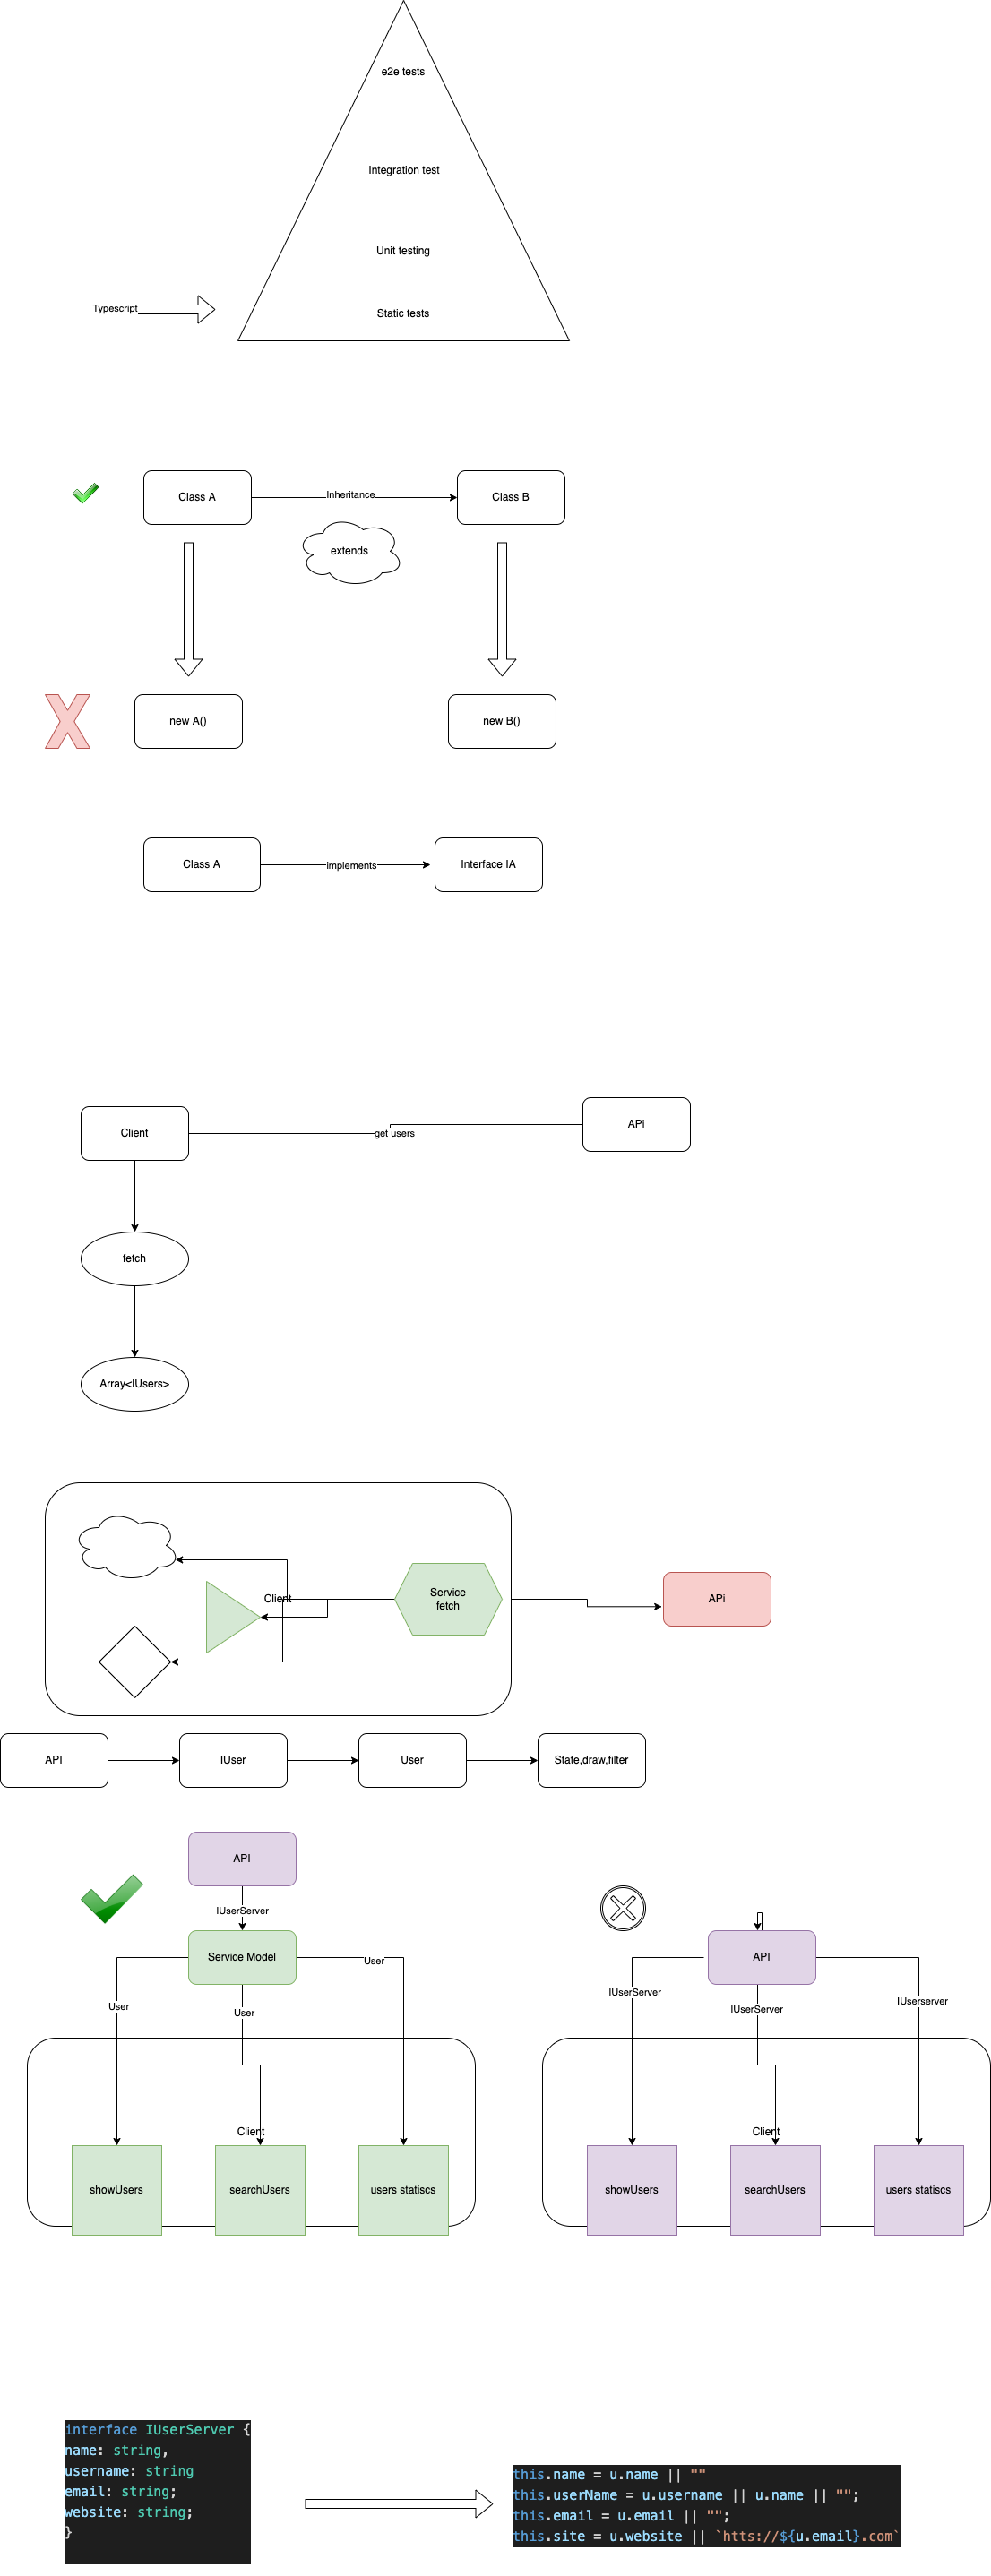 e2e tests
Integration test
Unit testing
Typescript
Static tests
Class A
Inheritance
Class B
extends
new A()
new B()
Class A
implements
Interface IA
Client
get users
APi
fetch
Array<IUsers>
Client
Service
fetch
APi
API
IUser
User
State,draw,filter
API
IUserServer
Service Model
User
User
User
Client
showUsers
searchUsers
users statiscs
API
IUserServer
IUserServer
IUserserver
Client
showUsers
searchUsers
users statiscs
interface IUserServer {
name: string,
username: string
email: string;
website: string;
}
this.name = u.name || ""
this.userName = u.username || u.name || "";
this.email = u.email || "";
this.site = u.website || `htts://${u.email}.com`